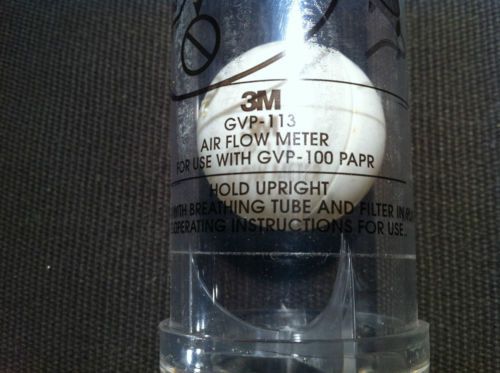 3M
GVP-113
AIR FLOW METER
FOR USE WITH GVP-100 PAPR
HOLD UPRIGHT
WITH BREATHING TUBE AND FILTER IN
OPERATING INSTRUCTIONS FOR USE.